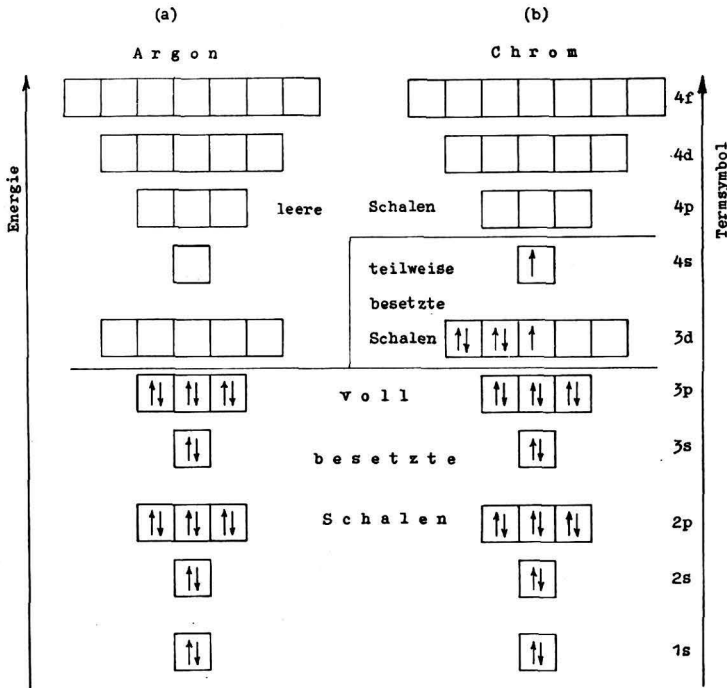 (a) (b)
Argon Chrom
4f
4d
leere Schalen 4p
teilweise 4s
besetzte
Schalen 3d
voll 3p
besetzte 3s
Schalen 2p
2s
1s
Energie
Termsymbol